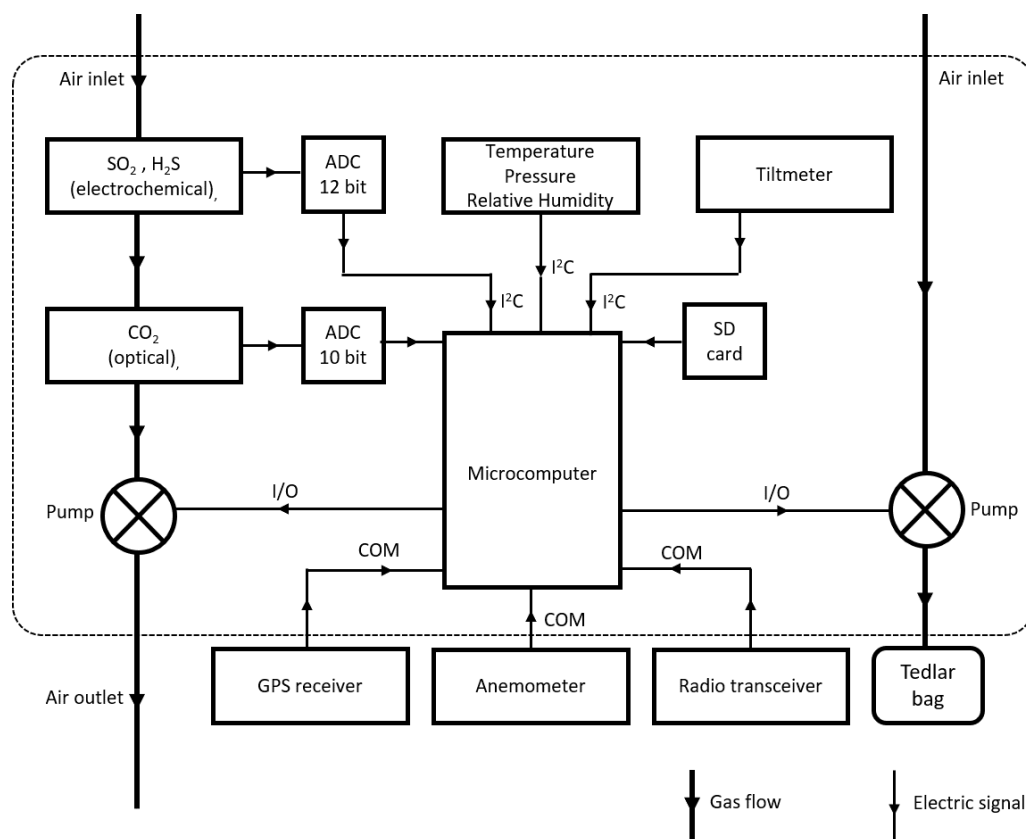 Air inlet
Air inlet
SO₂ , H₂S
(electrochemical),
ADC
12 bit
Temperature
Pressure
Relative Humidity
Tiltmeter
I²C
I²C
I²C
CO₂
(optical),
ADC
10 bit
SD
card
Microcomputer
Pump
I/O
I/O
Pump
COM
COM
COM
GPS receiver
Anemometer
Radio transceiver
Tedlar
bag
Air outlet
Gas flow
Electric signal